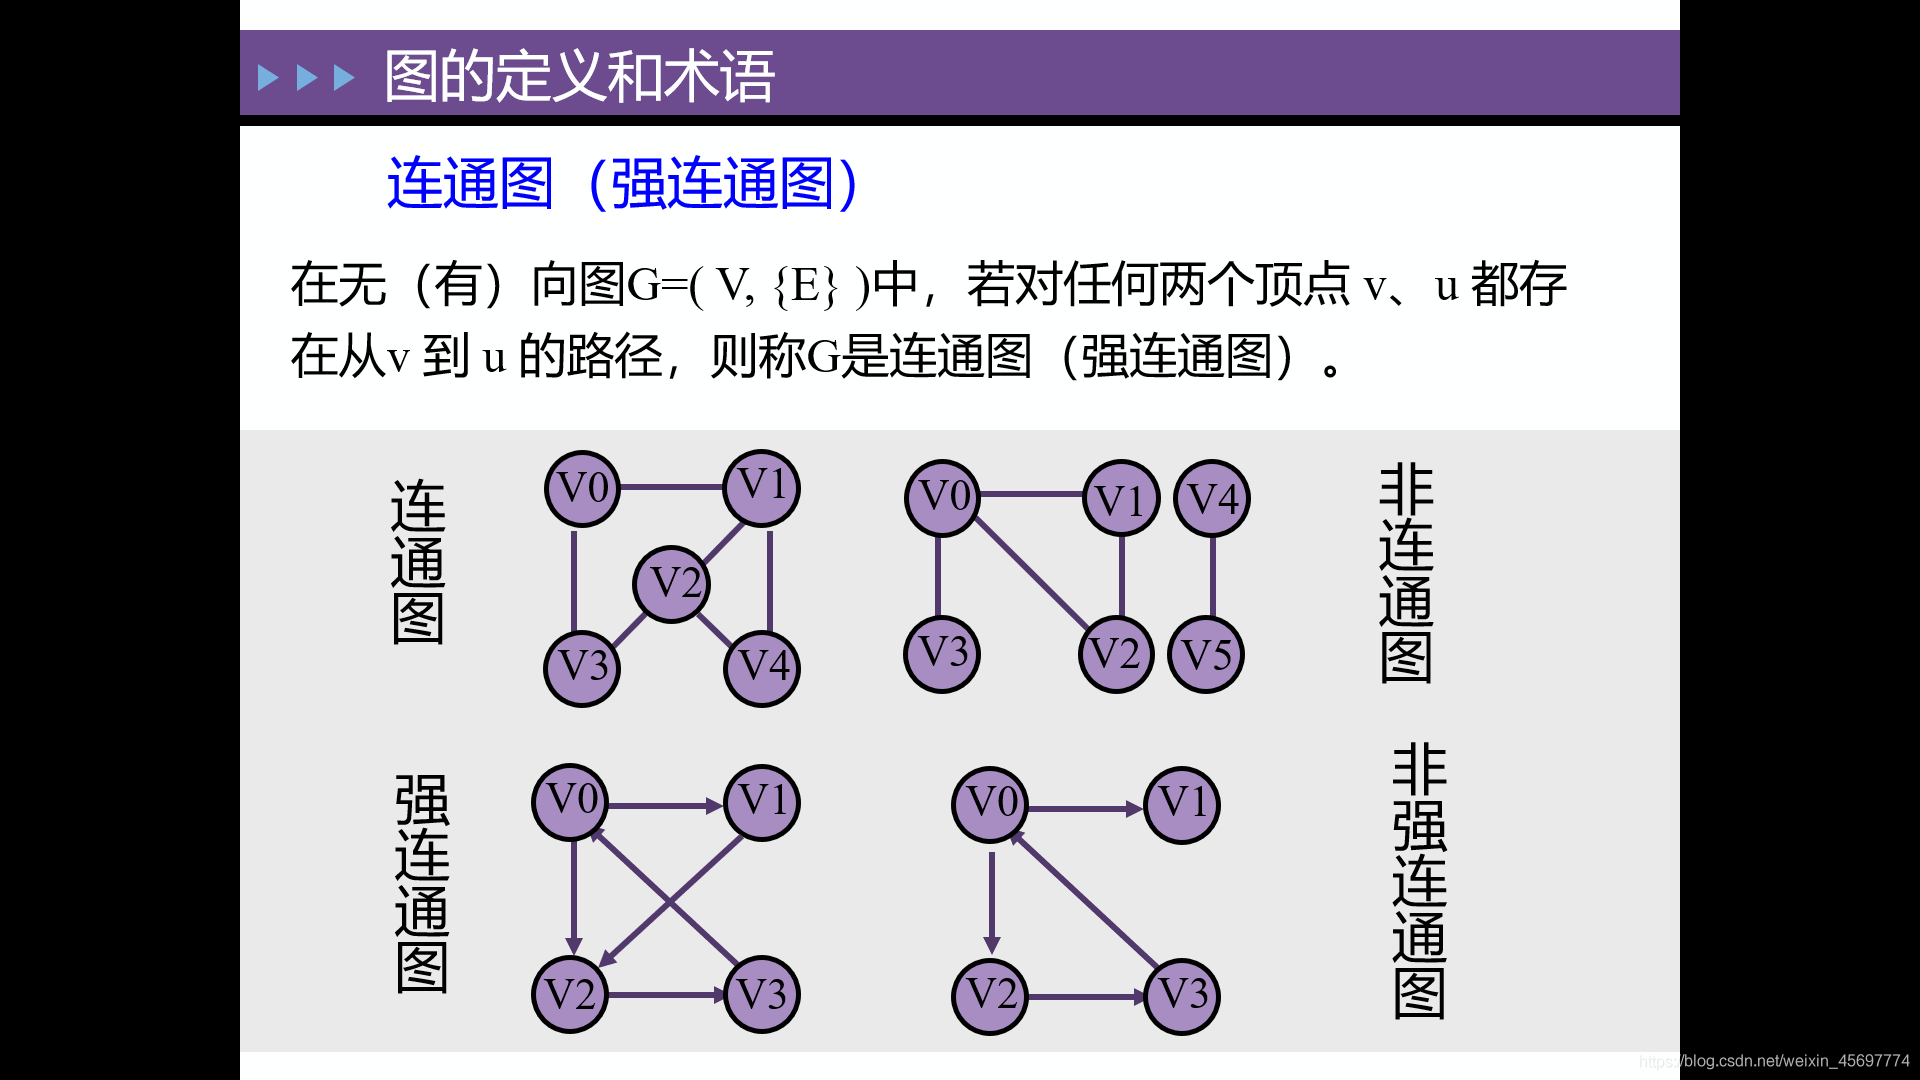 图的定义和术语
连通图（强连通图）
在无（有）向图G=( V, {E} )中，若对任何两个顶点 v、u 都存
在从v 到 u 的路径，则称G是连通图（强连通图）。
连通图
V0
V1
V2
V3
V4
V0
V1
V4
V3
V2
V5
非连通图
强连通图
V0
V1
V2
V3
V0
V1
V2
V3
非强连通图
https://blog.csdn.net/weixin_45697774